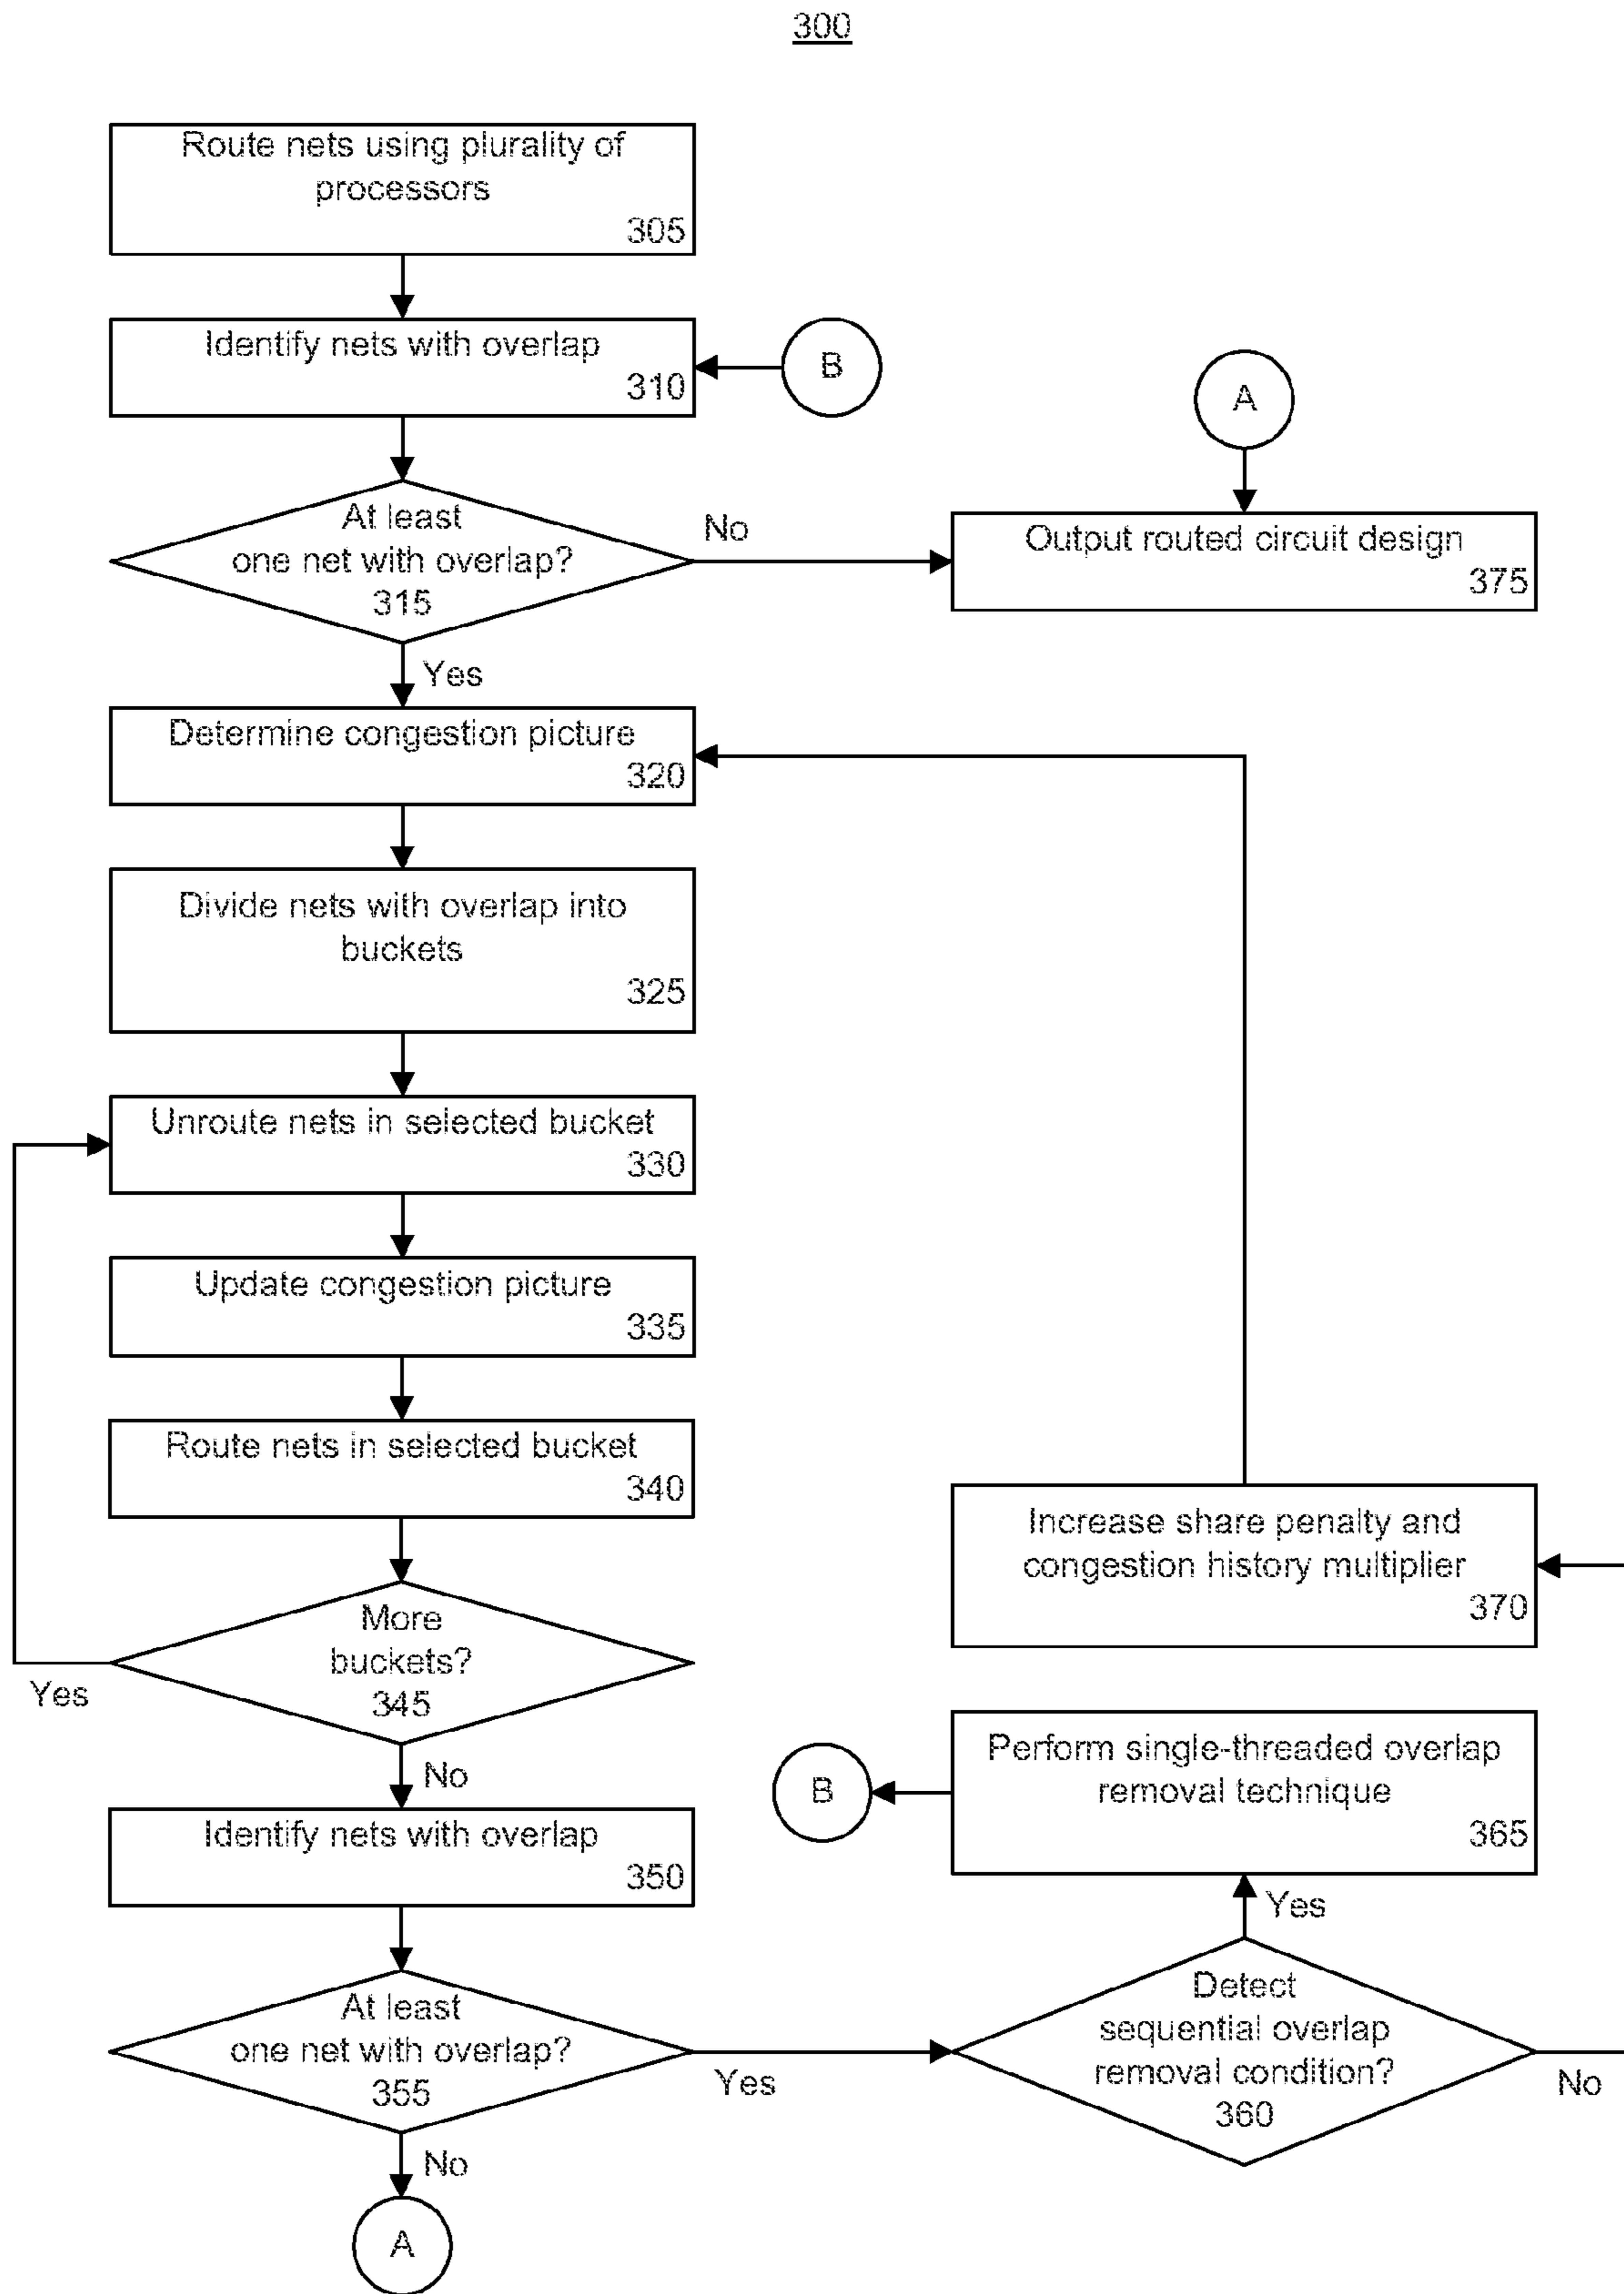 300
Route nets using plurality of
processors
305
Identify nets with overlap
310
B
A
At least
one net with overlap?
315
No
Output routed circuit design
375
Yes
Determine congestion picture
320
Divide nets with overlap into
buckets
325
Unroute nets in selected bucket
330
Update congestion picture
335
Route nets in selected bucket
340
Increase share penalty and
congestion history multiplier
370
More
buckets?
345
Yes
No
Perform single-threaded overlap
removal technique
365
B
Identify nets with overlap
350
Yes
At least
one net with overlap?
355
Yes
Detect
sequential overlap
removal condition?
360
No
No
A